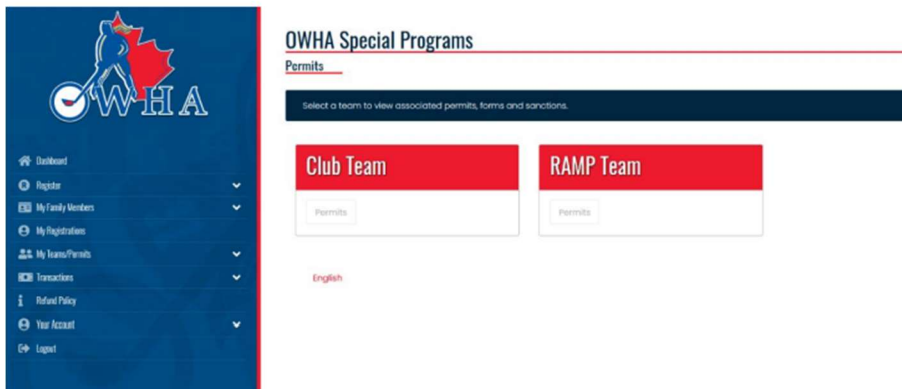 OWHA
Dashboard
Register
My Family Members
My Registrations
My Teams/Permits
Transactions
Refund Policy
Your Account
Logout
OWHA Special Programs
Permits
Select a team to view associated permits, forms and sanctions.
Club Team
RAMP Team
Permits
Permits
English